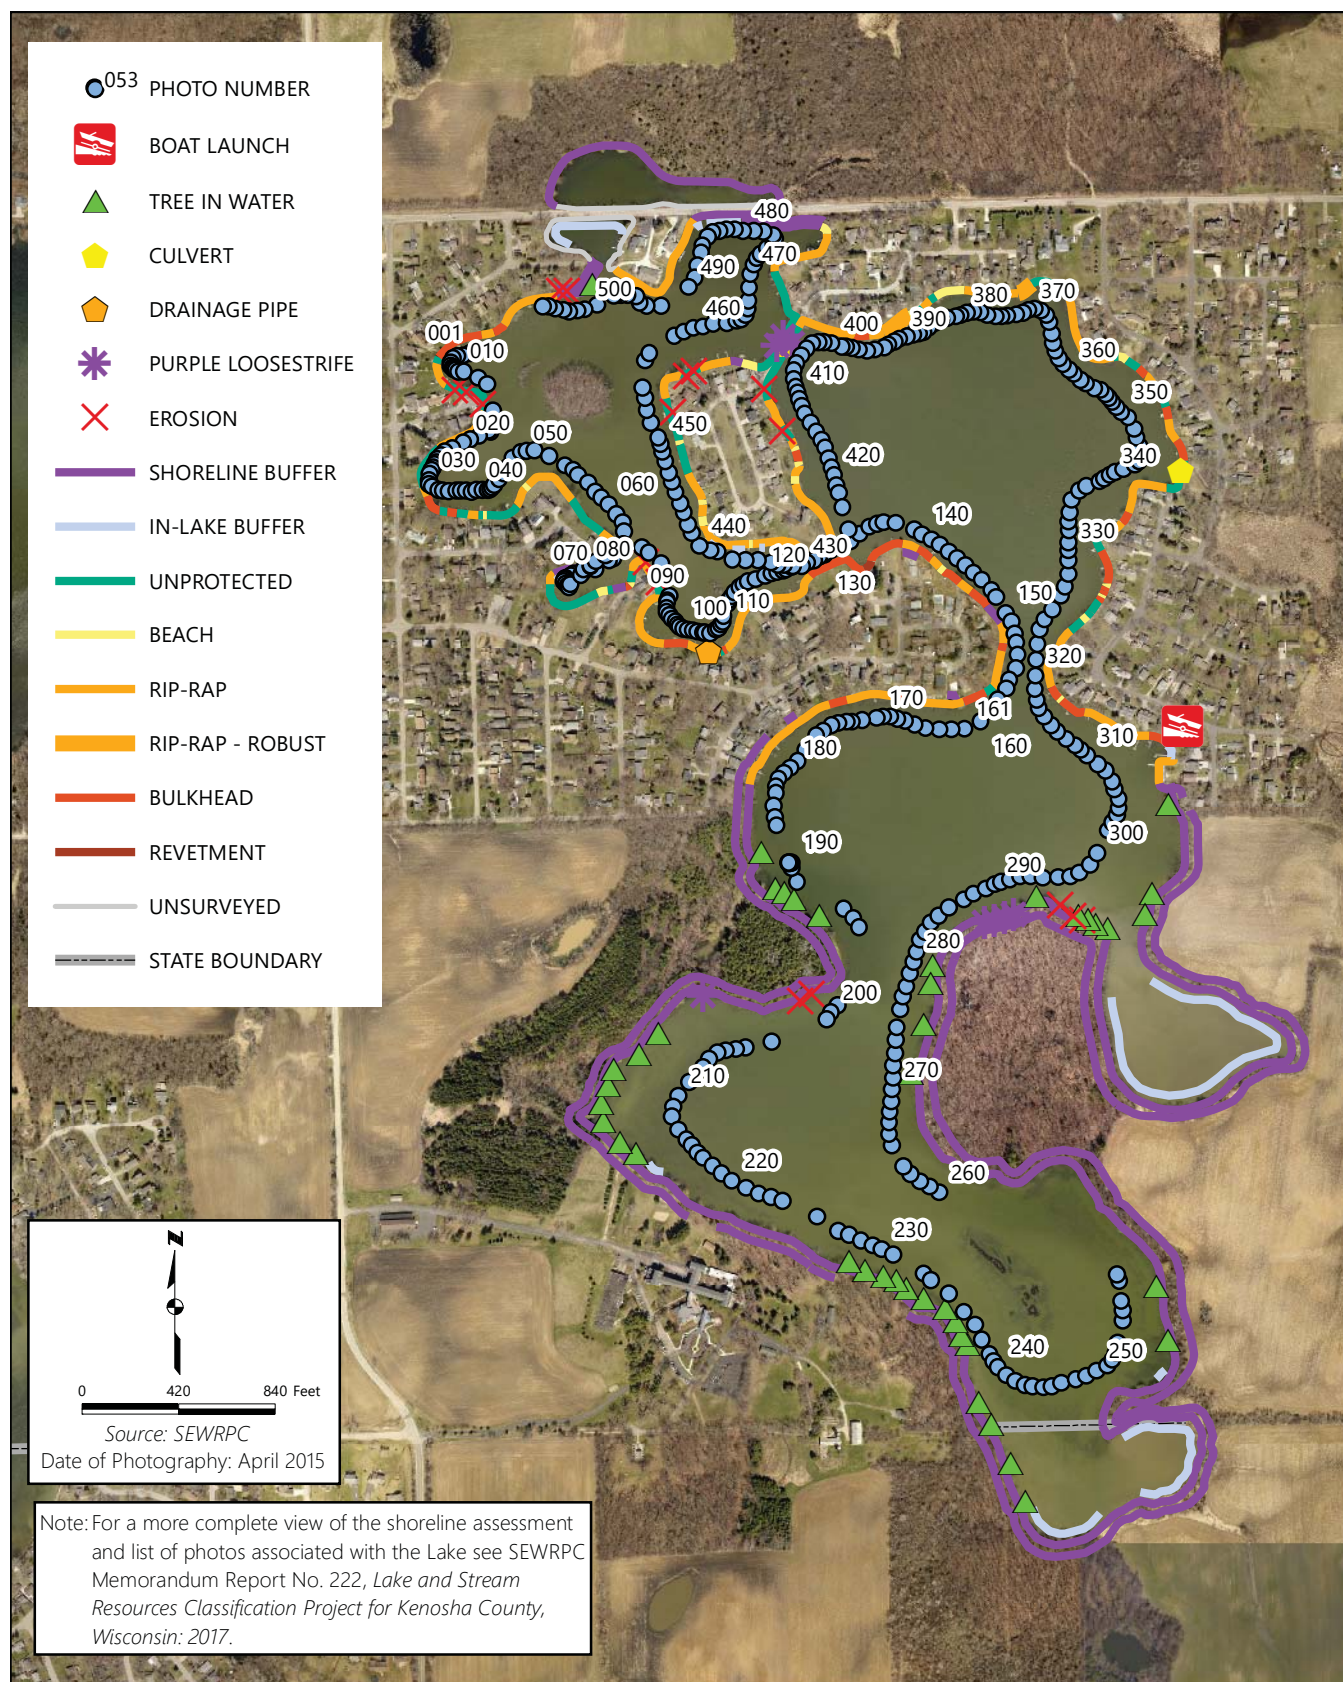 053 PHOTO NUMBER
BOAT LAUNCH
TREE IN WATER
CULVERT
DRAINAGE PIPE
PURPLE LOOSESTRIFE
EROSION
SHORELINE BUFFER
IN-LAKE BUFFER
UNPROTECTED
BEACH
RIP-RAP
RIP-RAP - ROBUST
BULKHEAD
REVETMENT
UNSURVEYED
STATE BOUNDARY
480
470
490
460
500
001
010
020
030
040
050
060
070
080
090
100
110
120
130
140
150
160
161
170
180
190
200
210
220
230
240
250
260
270
280
290
300
310
320
330
340
350
360
370
380
390
400
410
420
430
440
450
N
0 420 840 Feet
Source: SEWRPC
Date of Photography: April 2015
Note: For a more complete view of the shoreline assessment
and list of photos associated with the Lake see SEWRPC
Memorandum Report No. 222, Lake and Stream
Resources Classification Project for Kenosha County,
Wisconsin: 2017.